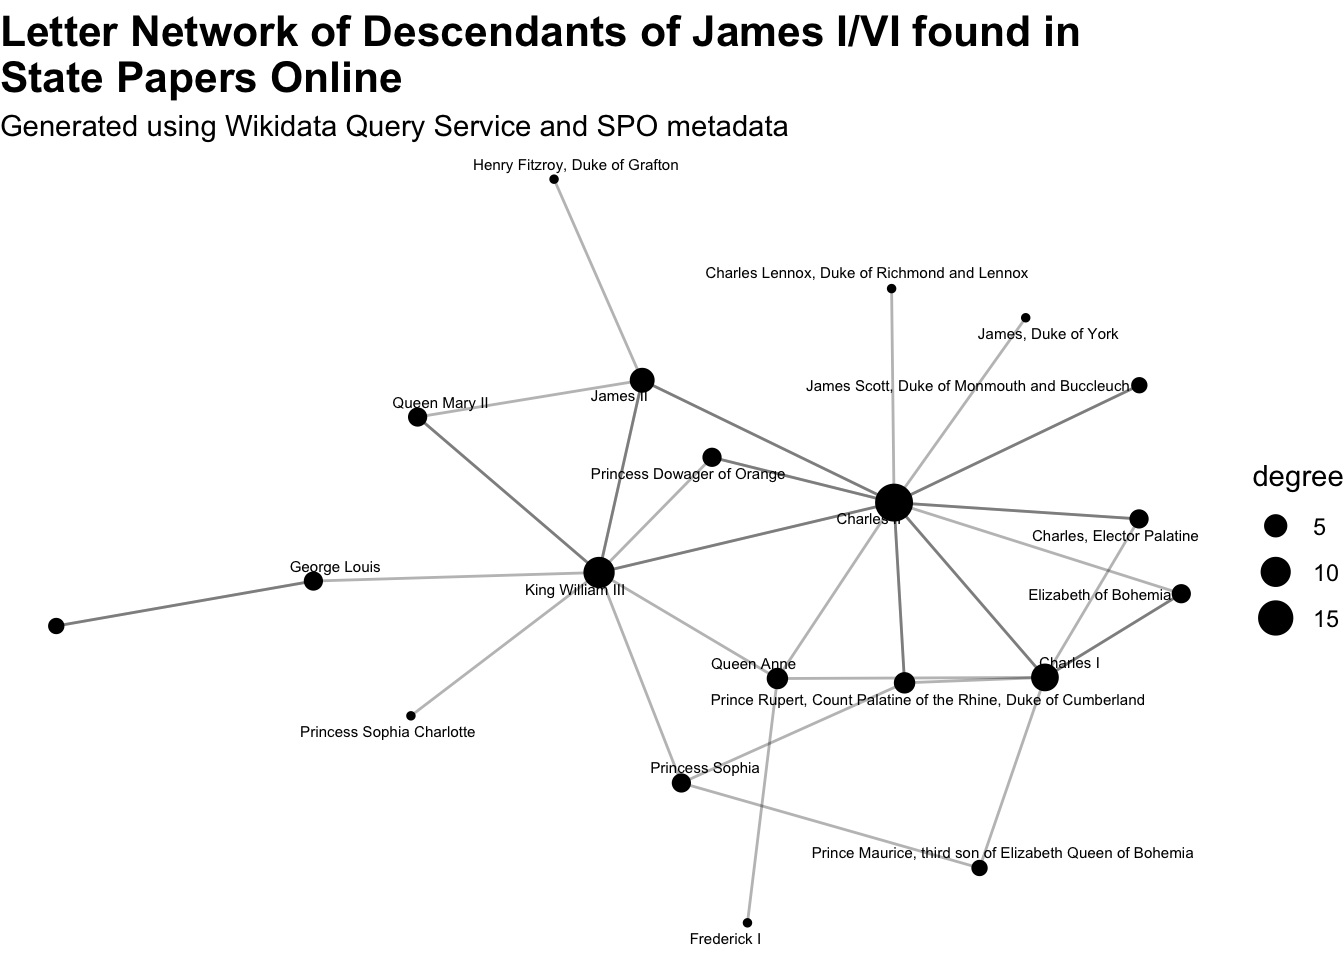 Letter Network of Descendants of James I/VI found in
State Papers Online
Generated using Wikidata Query Service and SPO metadata
Henry Fitzroy, Duke of Grafton
Charles Lennox, Duke of Richmond and Lennox
James, Duke of York
James Scott, Duke of Monmouth and Buccleuch
James II
Queen Mary II
Princess Dowager of Orange
degree
5
10
15
Charles II
Charles, Elector Palatine
George Louis
King William III
Elizabeth of Bohemia
Queen Anne
Charles I
Prince Rupert, Count Palatine of the Rhine, Duke of Cumberland
Princess Sophia Charlotte
Princess Sophia
Prince Maurice, third son of Elizabeth Queen of Bohemia
Frederick I